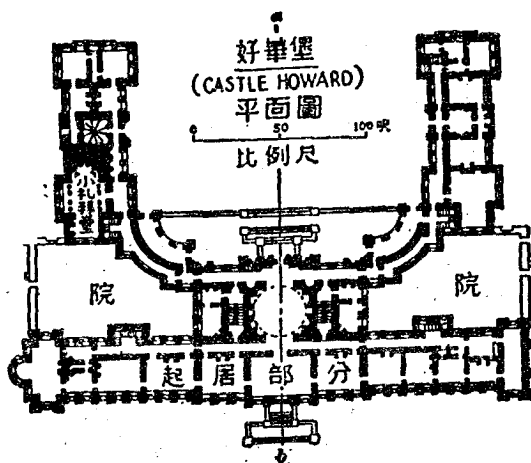 a
好華堡
(CASTLE HOWARD)
平面圖
0 50 100呎
比例尺
小礼拜堂
院 院
起居部分
b